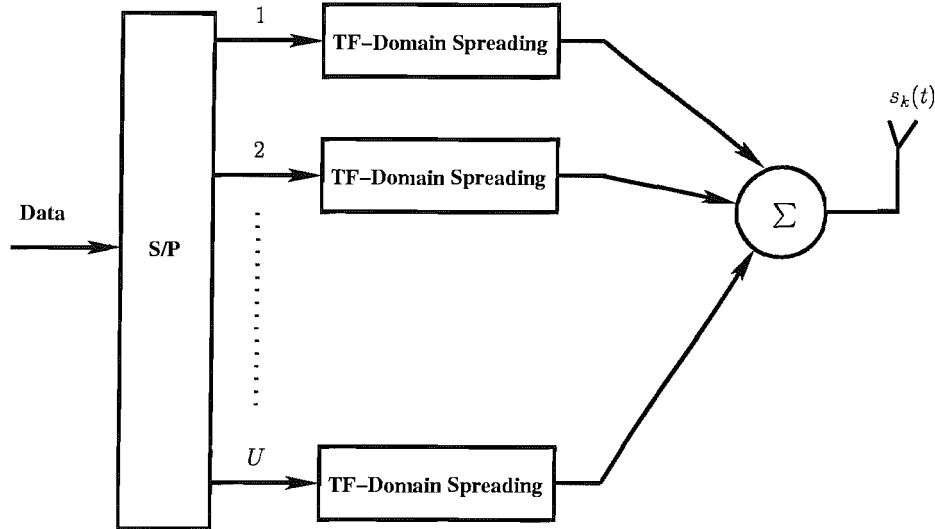 1
TF–Domain Spreading
s_k(t)
2
TF–Domain Spreading
Data
S/P
Σ
U
TF–Domain Spreading